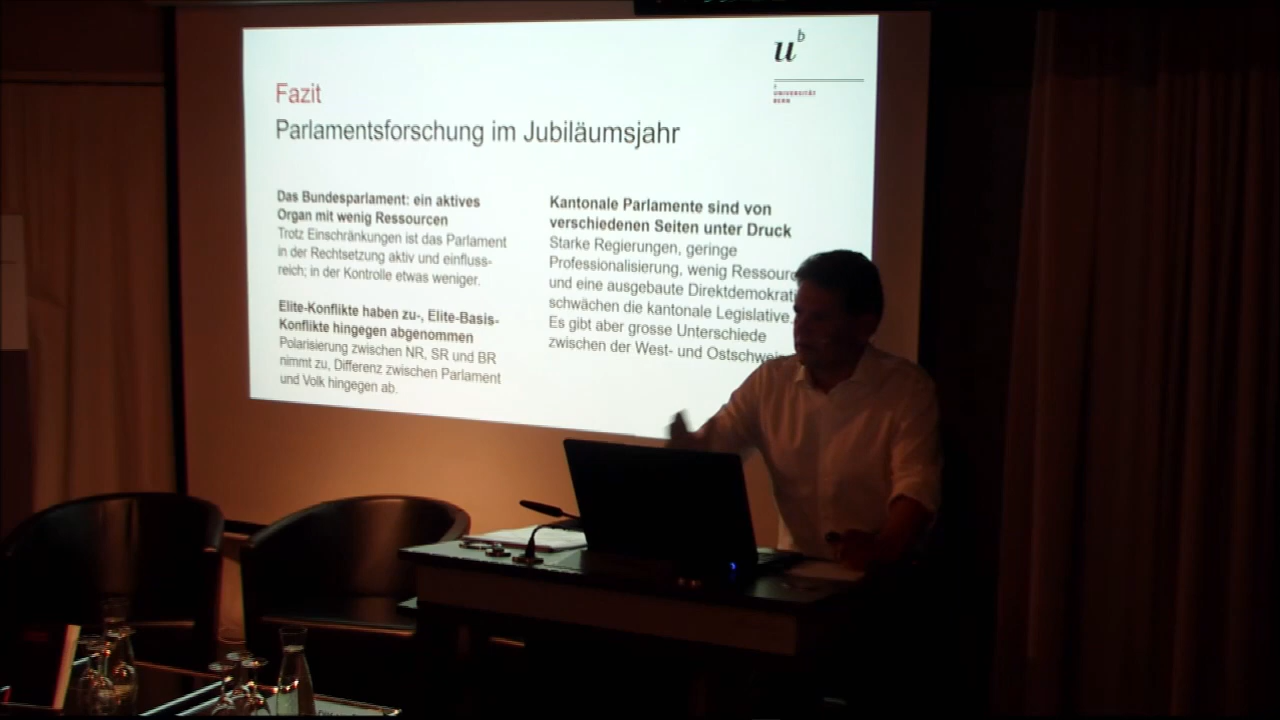 u b
UNIVERSITÄT
BERN
Fazit
Parlamentsforschung im Jubiläumsjahr
Das Bundesparlament: ein aktives
Organ mit wenig Ressourcen
Trotz Einschränkungen ist das Parlament
in der Rechtsetzung aktiv und einfluss-
reich; in der Kontrolle etwas weniger.
Elite-Konflikte haben zu-, Elite-Basis-
Konflikte hingegen abgenommen
Polarisierung zwischen NR, SR und BR
nimmt zu, Differenz zwischen Parlament
und Volk hingegen ab.
Kantonale Parlamente sind von
verschiedenen Seiten unter Druck
Starke Regierungen, geringe
Professionalisierung, wenig Ressourc
und eine ausgebaute Direktdemokrati
schwächen die kantonale Legislative.
Es gibt aber grosse Unterschiede
zwischen der West- und Ostschwei